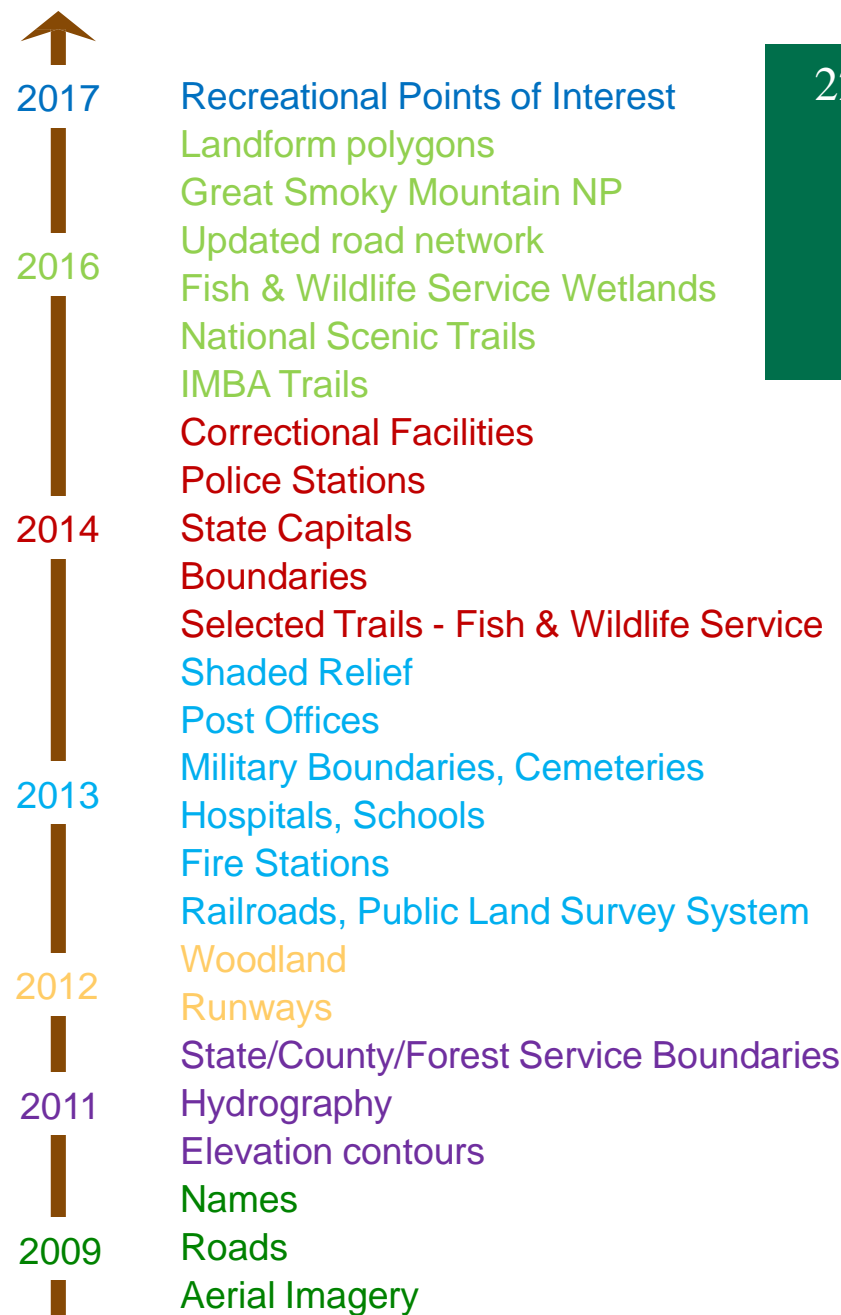 2017
Recreational Points of Interest
Landform polygons
Great Smoky Mountain NP
Updated road network
2016
Fish & Wildlife Service Wetlands
National Scenic Trails
IMBA Trails
Correctional Facilities
Police Stations
2014
State Capitals
Boundaries
Selected Trails - Fish & Wildlife Service
Shaded Relief
Post Offices
Military Boundaries, Cemeteries
2013
Hospitals, Schools
Fire Stations
Railroads, Public Land Survey System
Woodland
2012
Runways
State/County/Forest Service Boundaries
2011
Hydrography
Elevation contours
Names
2009
Roads
Aerial Imagery